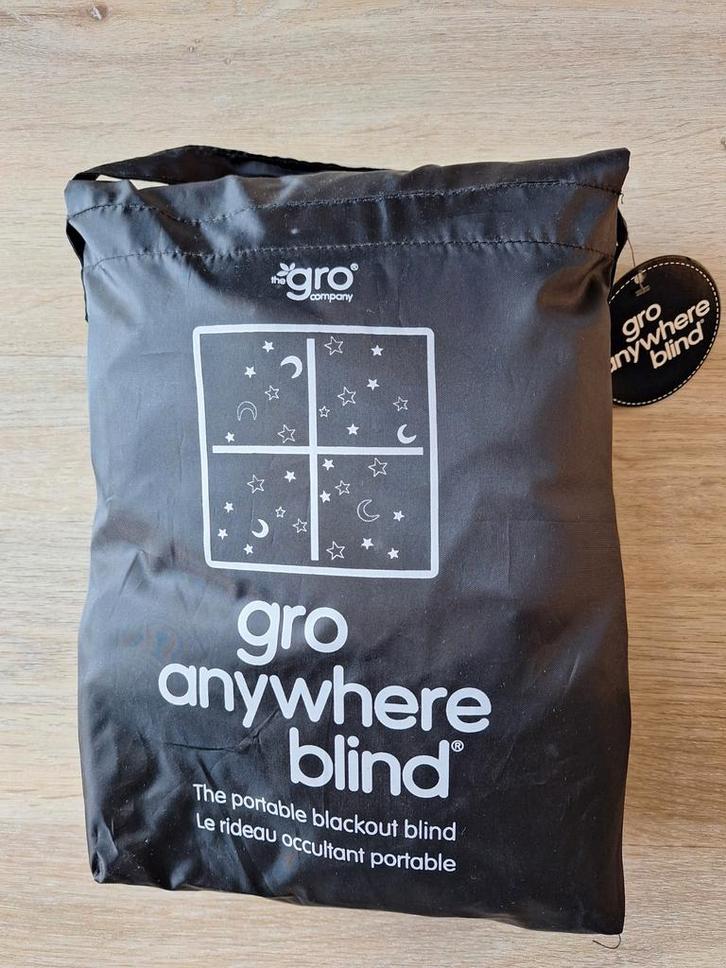 the gro®
company
gro
anywhere
blind®
The portable blackout blind
Le rideau occultant portable
gro
anywhere
blind®